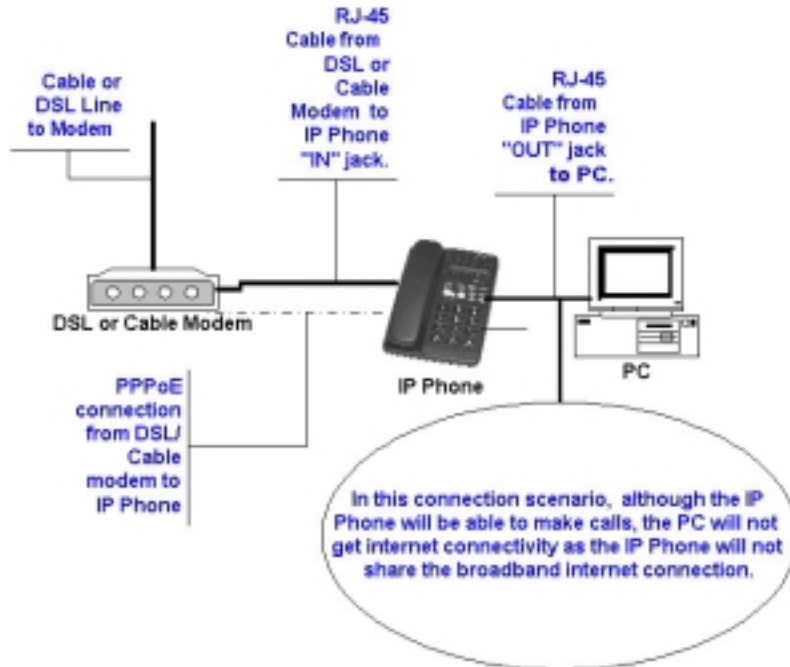 RJ-45
Cable from
DSL or
Cable
Modem to
IP Phone
"IN" jack.
Cable or
DSL Line
to Modem
RJ-45
Cable from
IP Phone
"OUT" jack
to PC.
DSL or Cable Modem
IP Phone
PC
PPPoE
connection
from DSL/
Cable
modem to
IP Phone
In this connection scenario, although the IP
Phone will be able to make calls, the PC will not
get internet connectivity as the IP Phone will not
share the broadband internet connection.